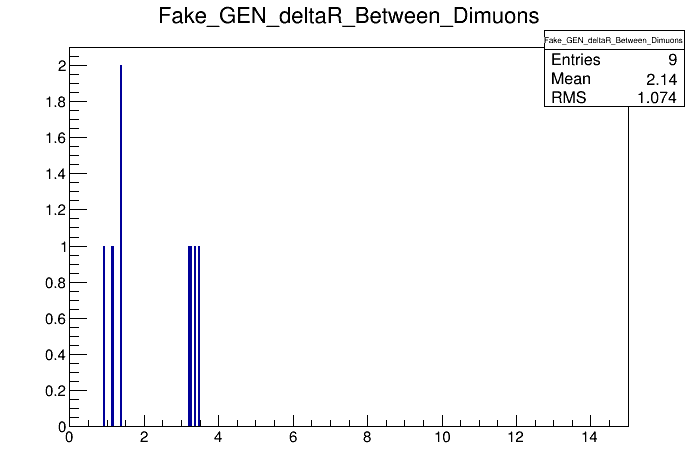 Fake_GEN_deltaR_Between_Dimuons
Fake_GEN_deltaR_Between_Dimuons
Entries 9
Mean 2.14
RMS 1.074
2
1.8
1.6
1.4
1.2
1
0.8
0.6
0.4
0.2
0
0 2 4 6 8 10 12 14